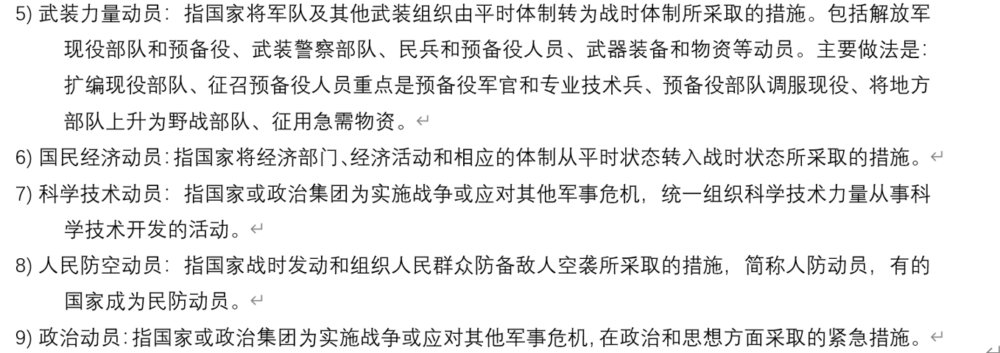 5) 武装力量动员：指国家将军队及其他武装组织由平时体制转为战时体制所采取的措施。包括解放军
现役部队和预备役、武装警察部队、民兵和预备役人员、武器装备和物资等动员。主要做法是：
扩编现役部队、征召预备役人员重点是预备役军官和专业技术兵、预备役部队调服现役、将地方
部队上升为野战部队、征用急需物资。
6) 国民经济动员：指国家将经济部门、经济活动和相应的体制从平时状态转入战时状态所采取的措施。
7) 科学技术动员：指国家或政治集团为实施战争或应对其他军事危机，统一组织科学技术力量从事科
学技术开发的活动。
8) 人民防空动员：指国家战时发动和组织人民群众防备敌人空袭所采取的措施，简称人防动员，有的
国家成为民防动员。
9) 政治动员：指国家或政治集团为实施战争或应对其他军事危机，在政治和思想方面采取的紧急措施。